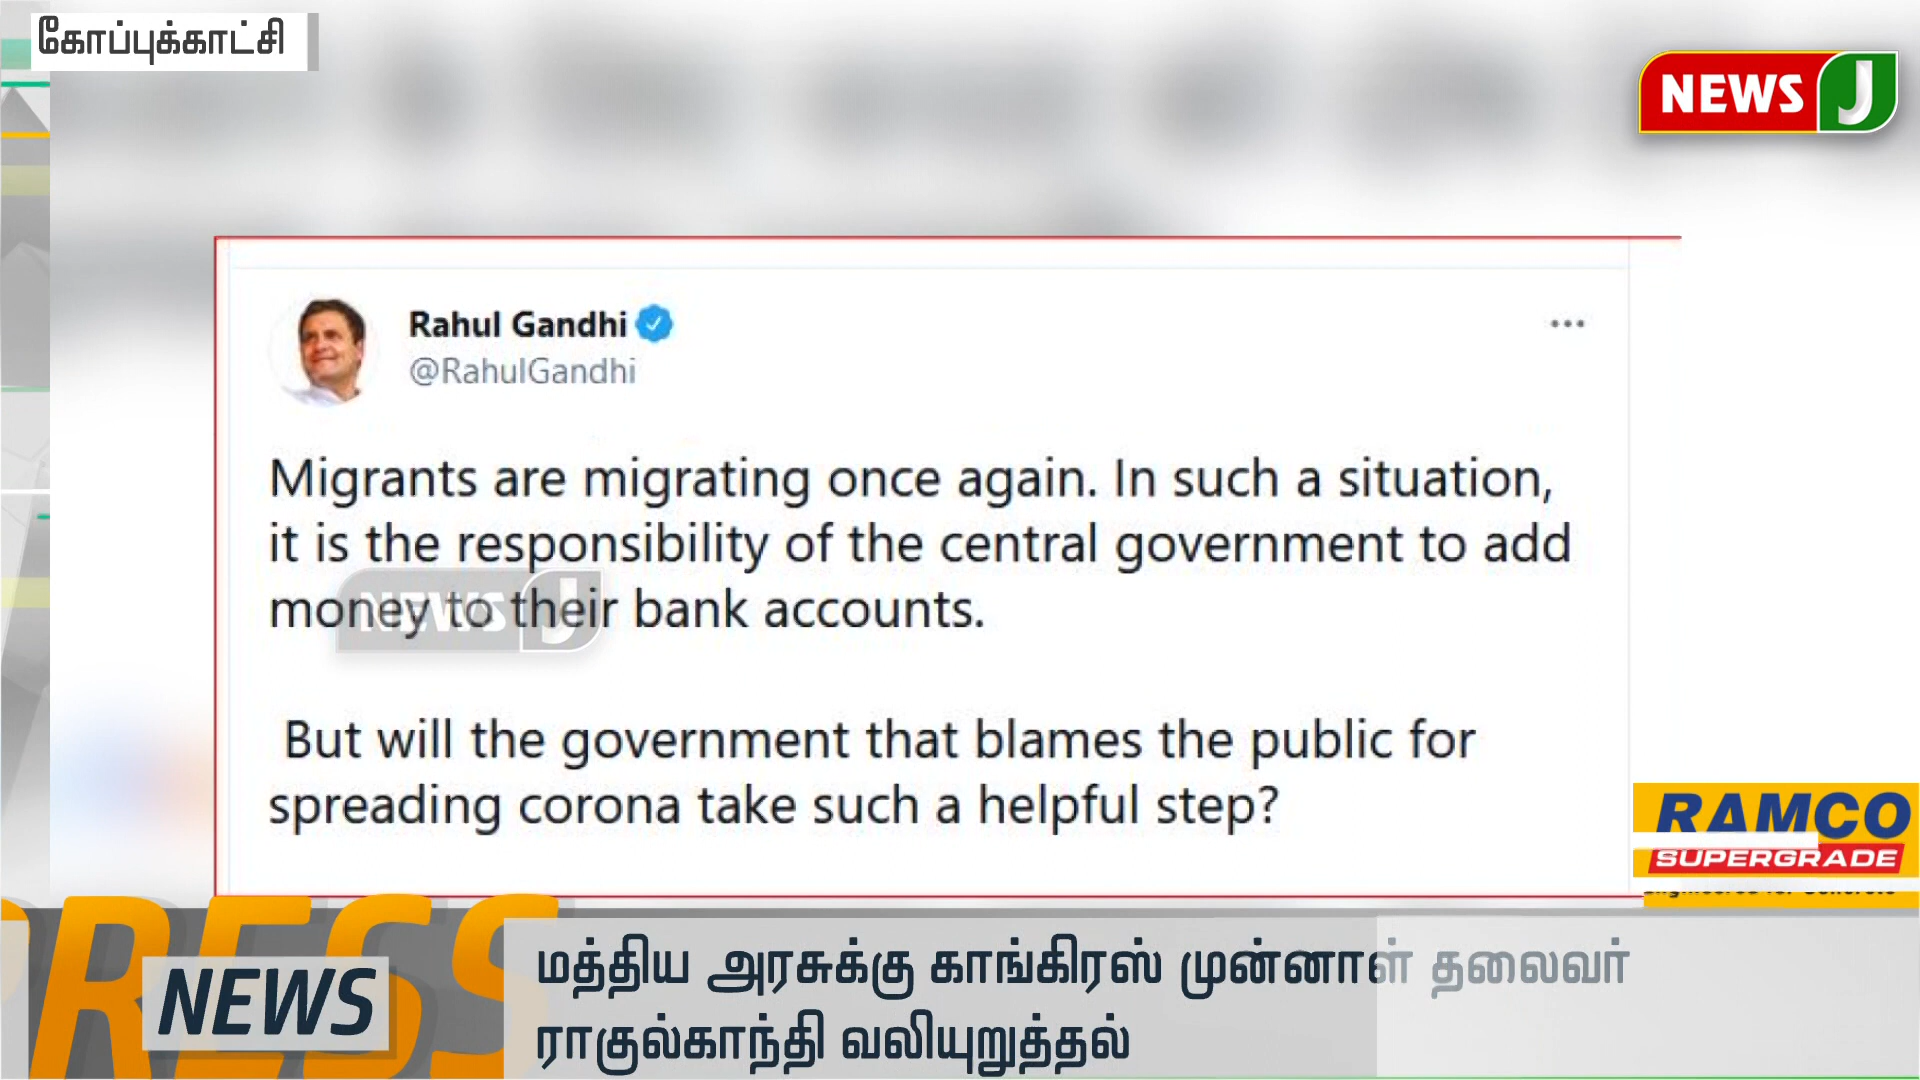 கோப்புக்காட்சி
NEWS J
Rahul Gandhi
@RahulGandhi
Migrants are migrating once again. In such a situation,
it is the responsibility of the central government to add
money to their bank accounts.
NEWS J
But will the government that blames the public for
spreading corona take such a helpful step?
RAMCO
SUPERGRADE
RESS
NEWS
மத்திய அரசுக்கு காங்கிரஸ் முன்னாள் தலைவர்
ராகுல்காந்தி வலியுறுத்தல்